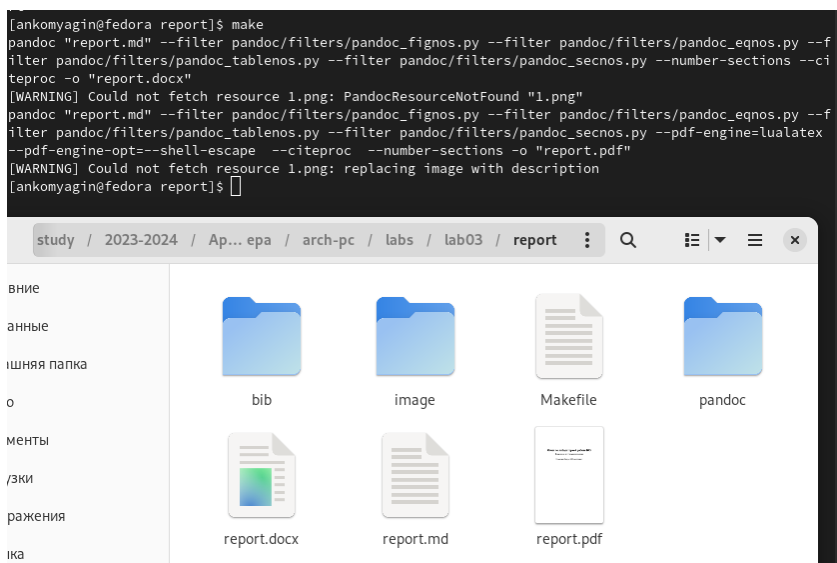 [ankomyagin@fedora report]$ make
pandoc "report.md" --filter pandoc/filters/pandoc_fignos.py --filter pandoc/filters/pandoc_eqnos.py --f
ilter pandoc/filters/pandoc_tablenos.py --filter pandoc/filters/pandoc_secnos.py --number-sections --ci
teproc -o "report.docx"
[WARNING] Could not fetch resource 1.png: PandocResourceNotFound "1.png"
pandoc "report.md" --filter pandoc/filters/pandoc_fignos.py --filter pandoc/filters/pandoc_eqnos.py --f
ilter pandoc/filters/pandoc_tablenos.py --filter pandoc/filters/pandoc_secnos.py --pdf-engine=lualatex
--pdf-engine-opt=--shell-escape  --citeproc  --number-sections -o "report.pdf"
[WARNING] Could not fetch resource 1.png: replacing image with description
[ankomyagin@fedora report]$
study / 2023-2024 / Ap... epa / arch-pc / labs / lab03 / report
вние
анные
ашняя папка
о
менты
узки
ражения
ка
bib
image
Makefile
pandoc
report.docx
report.md
report.pdf